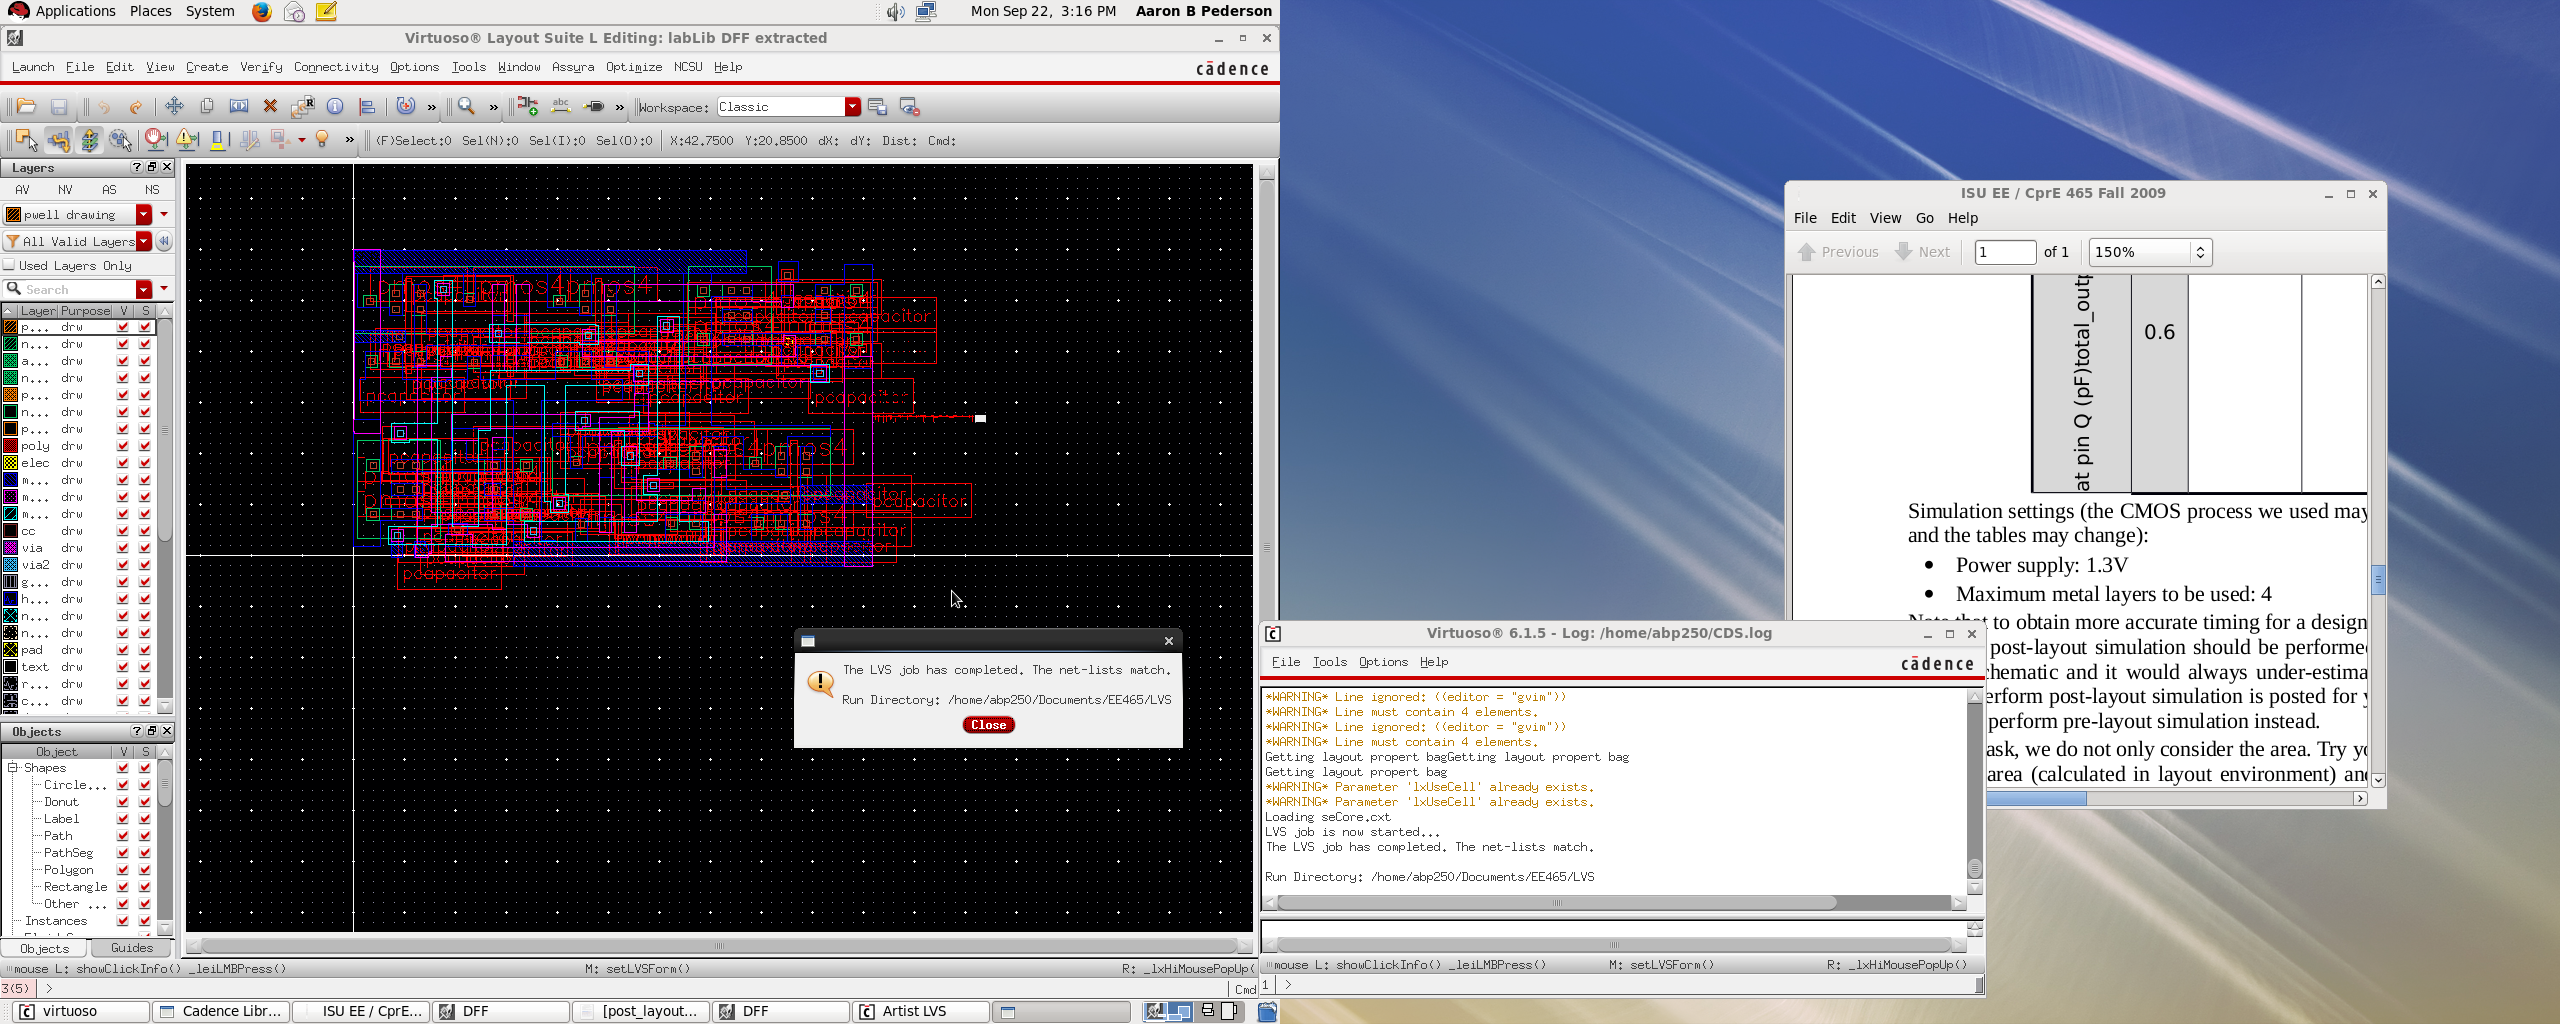 Applications Places System
Mon Sep 22, 3:16 PM Aaron B Pederson
Virtuoso® Layout Suite L Editing: labLib DFF extracted
Launch File Edit View Create Verify Connectivity Options Tools Window Assura Optimize NCSU Help
cādence
Workspace: Classic
(F)Select:0 Sel(N):0 Sel(I):0 Sel(O):0 X:42.7500 Y:20.8500 dX: dY: Dist: Cmd:
Layers
AV NV AS NS
pwell drawing
All Valid Layers
Used Layers Only
Search
Layer Purpose V S
p... drw
n... drw
a... drw
n... drw
p... drw
n... drw
p... drw
poly drw
elec drw
m... drw
m... drw
m... drw
cc drw
via drw
via2 drw
g... drw
h... drw
n... drw
n... drw
pad drw
text drw
r... drw
c... drw
Objects
Object V S
Shapes
Circle...
Donut
Label
Path
PathSeg
Polygon
Rectangle
Other ...
Instances
Objects Guides
pcapacitor
pcapacitor
pcapacitor
pcapacitor
The LVS job has completed. The net-lists match.
Run Directory: /home/abp250/Documents/EE465/LVS
Close
mouse L: showClickInfo() _leiLMBPress() M: setLVSForm() R: _lxHiMousePopUp(
3(5) > Cmd
ISU EE / CprE 465 Fall 2009
File Edit View Go Help
Previous Next 1 of 1 150%
at pin Q (pF)total_outp
0.6
Simulation settings (the CMOS process we used may
and the tables may change):
• Power supply: 1.3V
• Maximum metal layers to be used: 4
to obtain more accurate timing for a design
post-layout simulation should be performe
chematic and it would always under-estima
erform post-layout simulation is posted for y
perform pre-layout simulation instead.
ask, we do not only consider the area. Try yo
area (calculated in layout environment) an
Virtuoso® 6.1.5 - Log: /home/abp250/CDS.log
File Tools Options Help
cādence
*WARNING* Line ignored: ((editor = "gvim"))
*WARNING* Line must contain 4 elements.
*WARNING* Line ignored: ((editor = "gvim"))
*WARNING* Line must contain 4 elements.
Getting layout propert bagGetting layout propert bag
Getting layout propert bag
*WARNING* Parameter 'lxUseCell' already exists.
*WARNING* Parameter 'lxUseCell' already exists.
Loading seCore.cxt
LVS job is now started...
The LVS job has completed. The net-lists match.
Run Directory: /home/abp250/Documents/EE465/LVS
mouse L: showClickInfo() _leiLMBPress() M: setLVSForm() R: _lxHiMousePopUp()
1 >
virtuoso Cadence Libr... ISU EE / CprE... DFF [post_layout... DFF Artist LVS